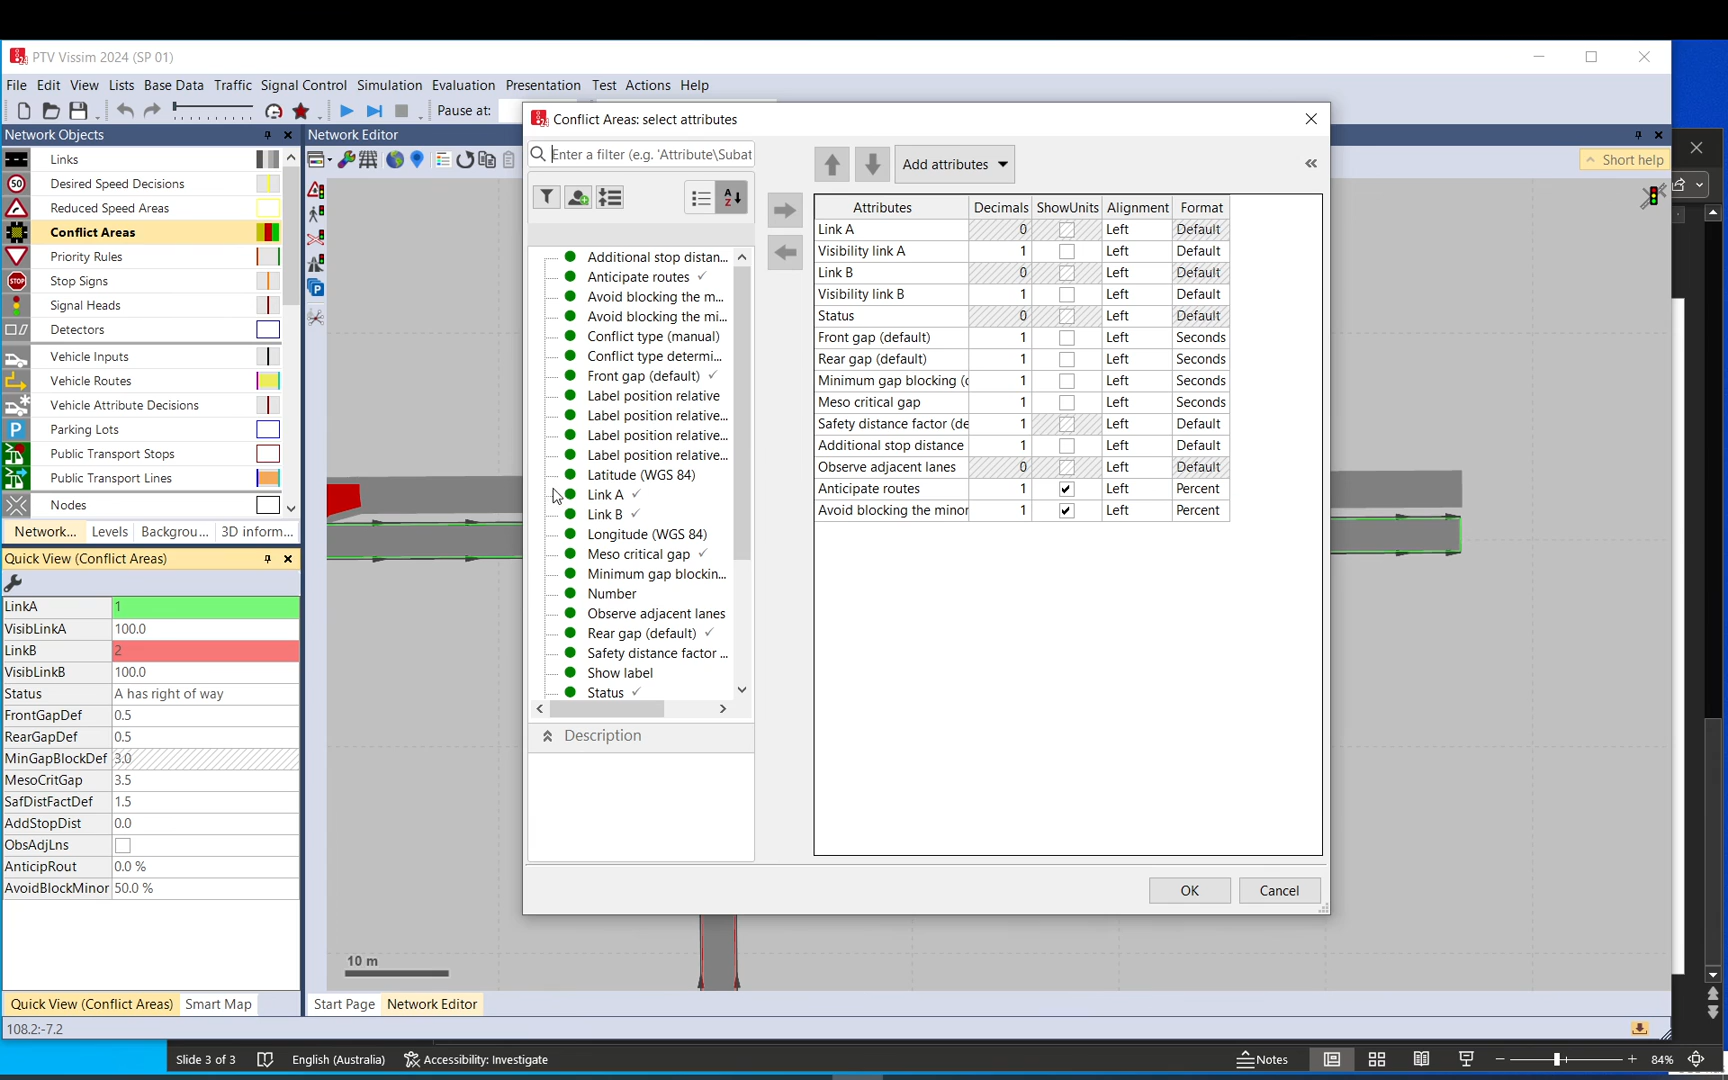 PTV Vissim 2024 (SP 01)
File Edit View Lists Base Data Traffic Signal Control Simulation Evaluation Presentation Test Actions Help
Pause at:
Network Objects
Network Editor
Links
50 Desired Speed Decisions
Reduced Speed Areas
Conflict Areas
Priority Rules
STOP Stop Signs
Signal Heads
Detectors
Vehicle Inputs
Vehicle Routes
Vehicle Attribute Decisions
P Parking Lots
Public Transport Stops
Public Transport Lines
Nodes
Network... Levels Backgrou... 3D inform...
Quick View (Conflict Areas)
LinkA 1
VisibLinkA 100.0
LinkB 2
VisibLinkB 100.0
Status A has right of way
FrontGapDef 0.5
RearGapDef 0.5
MinGapBlockDef 3.0
MesoCritGap 3.5
SafDistFactDef 1.5
AddStopDist 0.0
ObsAdjLns
AnticipRout 0.0 %
AvoidBlockMinor 50.0 %
Quick View (Conflict Areas) Smart Map
108.2:-7.2
Short help
10 m
Start Page Network Editor
Conflict Areas: select attributes
Enter a filter (e.g. 'Attribute\Subat
Additional stop distan...
Anticipate routes
Avoid blocking the m...
Avoid blocking the mi...
Conflict type (manual)
Conflict type determi...
Front gap (default)
Label position relative
Label position relative...
Label position relative...
Label position relative...
Latitude (WGS 84)
Link A
Link B
Longitude (WGS 84)
Meso critical gap
Minimum gap blockin...
Number
Observe adjacent lanes
Rear gap (default)
Safety distance factor ...
Show label
Status
Description
Add attributes
Attributes Decimals ShowUnits Alignment Format
Link A 0 Left Default
Visibility link A 1 Left Default
Link B 0 Left Default
Visibility link B 1 Left Default
Status 0 Left Default
Front gap (default) 1 Left Seconds
Rear gap (default) 1 Left Seconds
Minimum gap blocking (d 1 Left Seconds
Meso critical gap 1 Left Seconds
Safety distance factor (de 1 Left Default
Additional stop distance 1 Left Default
Observe adjacent lanes 0 Left Default
Anticipate routes 1 Left Percent
Avoid blocking the minor 1 Left Percent
OK Cancel
Slide 3 of 3 English (Australia) Accessibility: Investigate Notes 84%